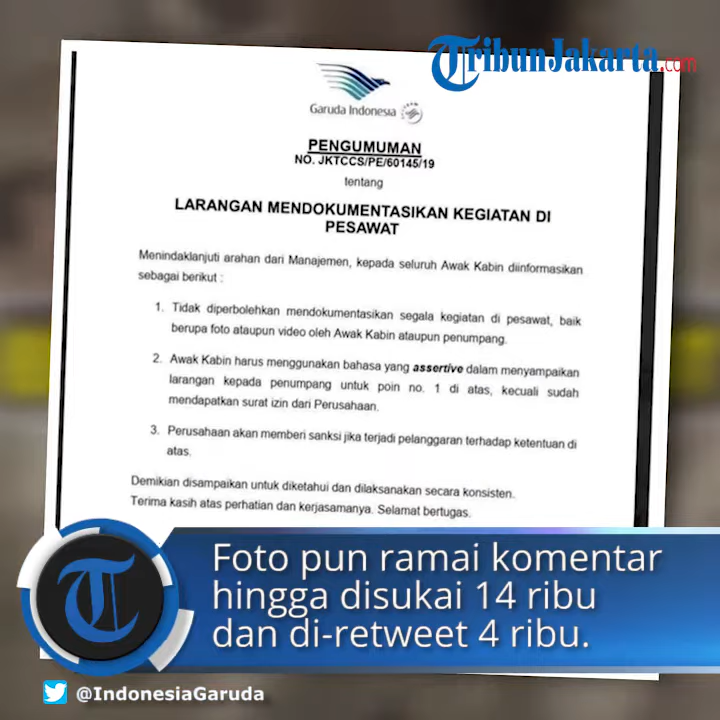 TribunJakarta.com
Garuda Indonesia
PENGUMUMAN
NO. JKTCCS/PE/60145/19
tentang
LARANGAN MENDOKUMENTASIKAN KEGIATAN DI
PESAWAT
Menindaklanjuti arahan dari Manajemen, kepada seluruh Awak Kabin diinformasikan
sebagai berikut :
1. Tidak diperbolehkan mendokumentasikan segala kegiatan di pesawat, baik
berupa foto ataupun video oleh Awak Kabin ataupun penumpang.
2. Awak Kabin harus menggunakan bahasa yang assertive dalam menyampaikan
larangan kepada penumpang untuk poin no. 1 di atas, kecuali sudah
mendapatkan surat izin dari Perusahaan.
3. Perusahaan akan memberi sanksi jika terjadi pelanggaran terhadap ketentuan di
atas.
Demikian disampaikan untuk diketahui dan dilaksanakan secara konsisten.
Terima kasih atas perhatian dan kerjasamanya. Selamat bertugas.
Foto pun ramai komentar
hingga disukai 14 ribu
dan di-retweet 4 ribu.
@IndonesiaGaruda